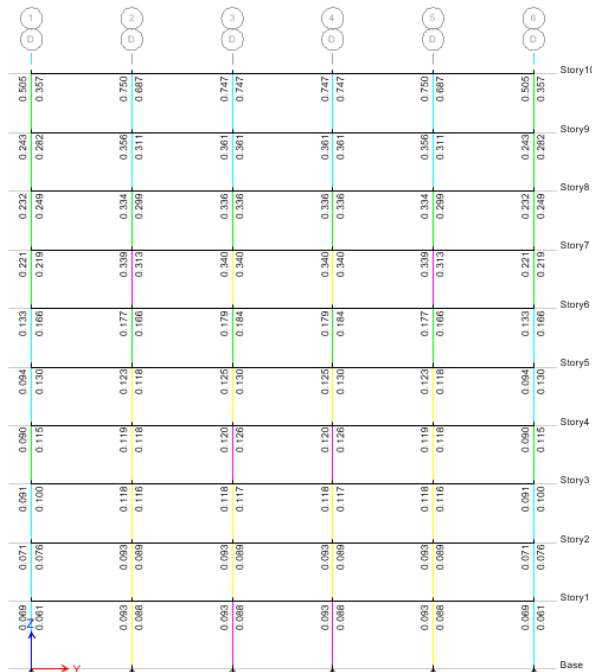 1 2 3 4 5 6
D D D D D D
Story10
0.505 0.357 0.750 0.687 0.747 0.747 0.747 0.747 0.750 0.687 0.505 0.357
Story9
0.243 0.282 0.356 0.311 0.361 0.361 0.361 0.361 0.356 0.311 0.243 0.282
Story8
0.232 0.249 0.334 0.299 0.336 0.336 0.336 0.336 0.334 0.299 0.232 0.249
Story7
0.221 0.219 0.339 0.313 0.340 0.340 0.340 0.340 0.339 0.313 0.221 0.219
Story6
0.133 0.166 0.177 0.166 0.179 0.184 0.179 0.184 0.177 0.166 0.133 0.166
Story5
0.094 0.130 0.123 0.118 0.125 0.130 0.125 0.130 0.123 0.118 0.094 0.130
Story4
0.090 0.115 0.119 0.118 0.120 0.126 0.120 0.126 0.119 0.118 0.090 0.115
Story3
0.091 0.100 0.118 0.116 0.118 0.117 0.118 0.117 0.118 0.116 0.091 0.100
Story2
0.071 0.076 0.093 0.089 0.093 0.089 0.093 0.089 0.093 0.089 0.071 0.076
Story1
0.069 0.061 0.093 0.088 0.093 0.088 0.093 0.088 0.093 0.088 0.069 0.061
Z
Y
Base